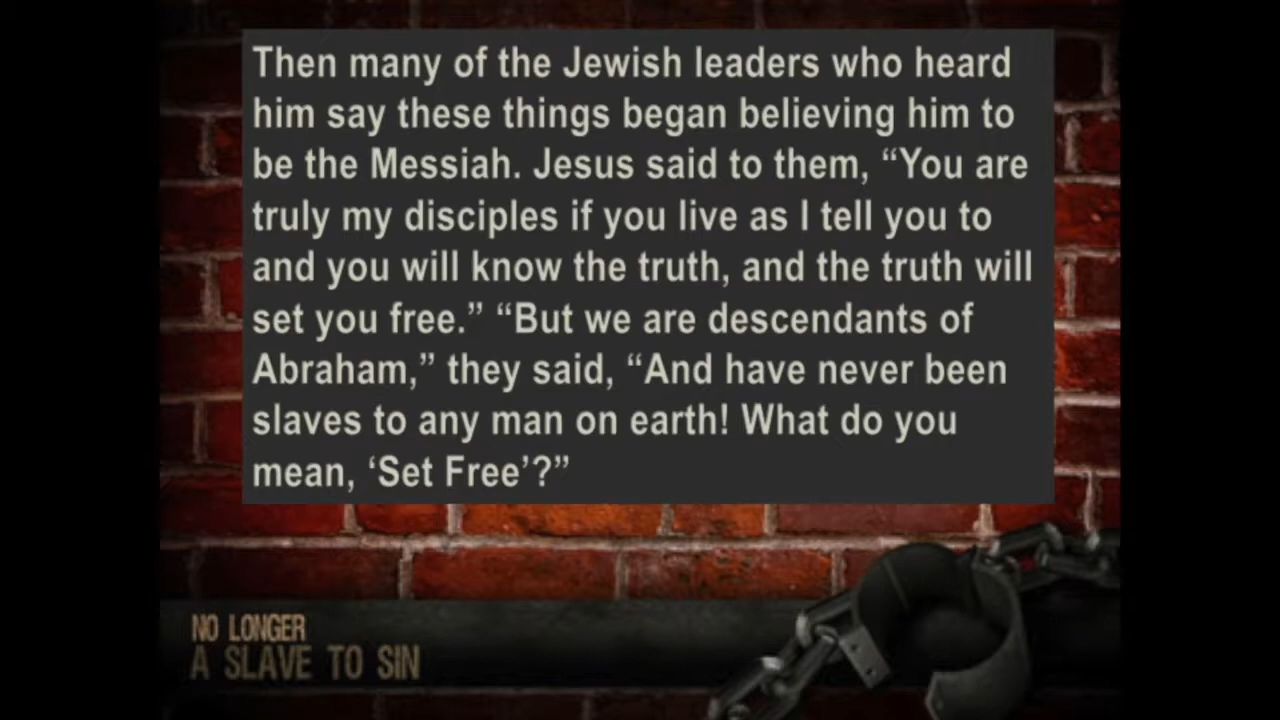 Then many of the Jewish leaders who heard
him say these things began believing him to
be the Messiah. Jesus said to them, “You are
truly my disciples if you live as I tell you to
and you will know the truth, and the truth will
set you free.” “But we are descendants of
Abraham,” they said, “And have never been
slaves to any man on earth! What do you
mean, ‘Set Free’?”
NO LONGER
A SLAVE TO SIN